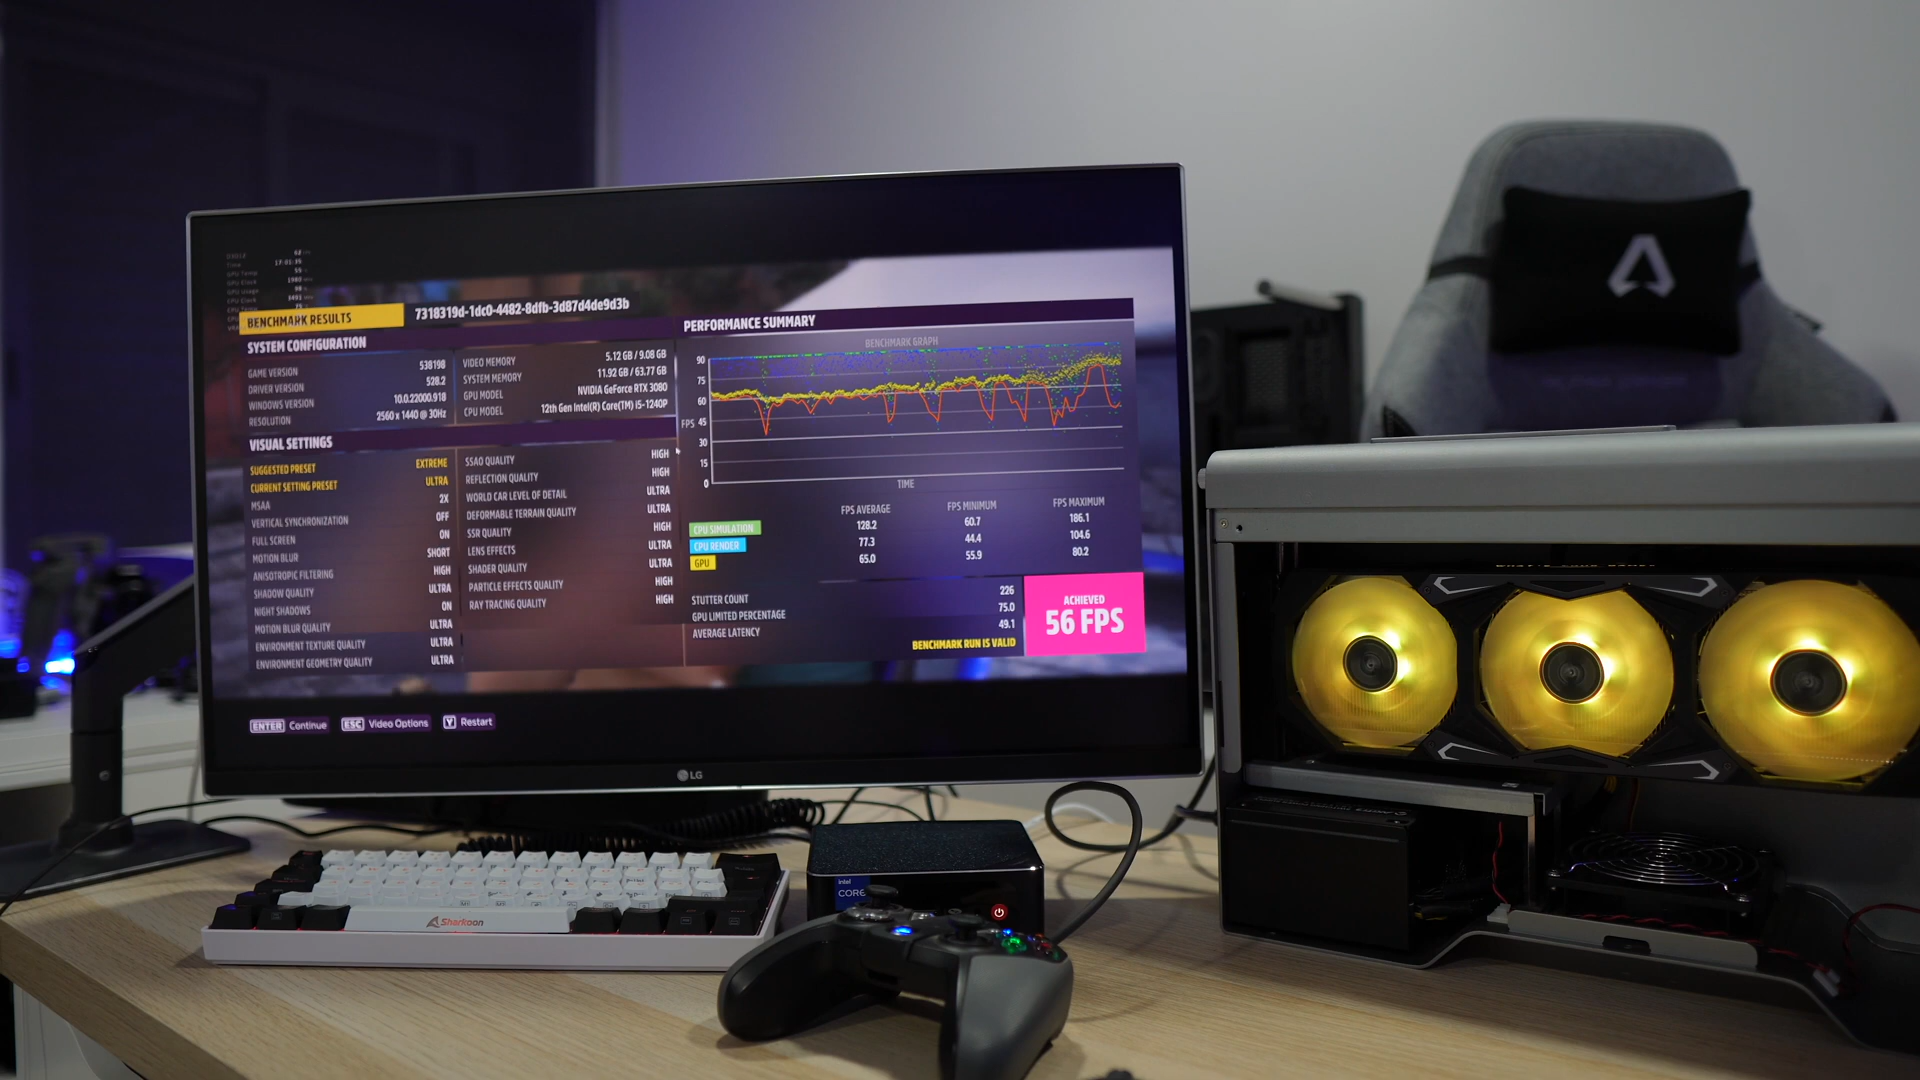 BENCHMARK RESULTS
7318319d-1dc0-4482-8dfb-3d87d4de9d3b
SYSTEM CONFIGURATION
GAME VERSION 538198
DRIVER VERSION 528.2
WINDOWS VERSION 10.0.22000.918
RESOLUTION 2560 x 1440 @ 30Hz
VIDEO MEMORY 5.12 GB / 9.08 GB
SYSTEM MEMORY 11.92 GB / 63.77 GB
GPU MODEL NVIDIA GeForce RTX 3080
CPU MODEL 12th Gen Intel(R) Core(TM) i5-1240P
VISUAL SETTINGS
SUGGESTED PRESET EXTREME
CURRENT SETTING PRESET ULTRA
MSAA 2X
VERTICAL SYNCHRONIZATION OFF
FULL SCREEN ON
MOTION BLUR SHORT
ANISOTROPIC FILTERING HIGH
SHADOW QUALITY ULTRA
NIGHT SHADOWS ON
MOTION BLUR QUALITY ULTRA
ENVIRONMENT TEXTURE QUALITY ULTRA
ENVIRONMENT GEOMETRY QUALITY ULTRA
SSAO QUALITY HIGH
REFLECTION QUALITY HIGH
WORLD CAR LEVEL OF DETAIL ULTRA
DEFORMABLE TERRAIN QUALITY ULTRA
SSR QUALITY HIGH
LENS EFFECTS ULTRA
SHADER QUALITY ULTRA
PARTICLE EFFECTS QUALITY HIGH
RAY TRACING QUALITY HIGH
PERFORMANCE SUMMARY
BENCHMARK GRAPH
90
75
60
FPS 45
30
15
0
TIME
FPS AVERAGE FPS MINIMUM FPS MAXIMUM
CPU SIMULATION 128.2 60.7 186.1
CPU RENDER 77.3 44.4 104.6
GPU 65.0 55.9 80.2
STUTTER COUNT 226
GPU LIMITED PERCENTAGE 75.0
AVERAGE LATENCY 49.1
BENCHMARK RUN IS VALID
ACHIEVED
56 FPS
ENTER Continue ESC Video Options Y Restart
LG
Sharkoon
intel
CORE